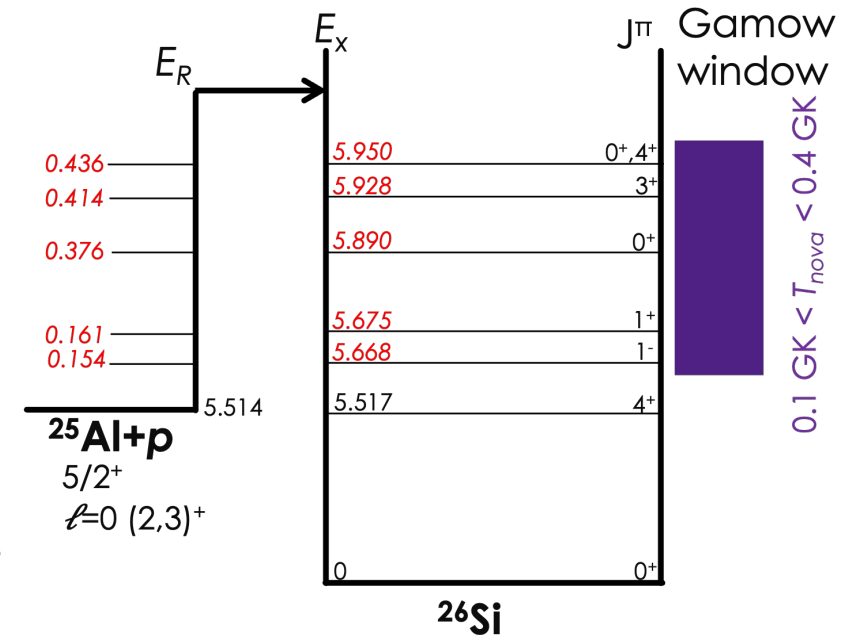 E_R
E_x
J^π
Gamow
window
0.436
0.414
0.376
0.161
0.154
5.514
²⁵Al+p
5/2⁺
ℓ=0 (2,3)⁺
5.950 0⁺,4⁺
5.928 3⁺
5.890 0⁺
5.675 1⁺
5.668 1⁻
5.517 4⁺
0 0⁺
²⁶Si
0.1 GK < T_nova < 0.4 GK